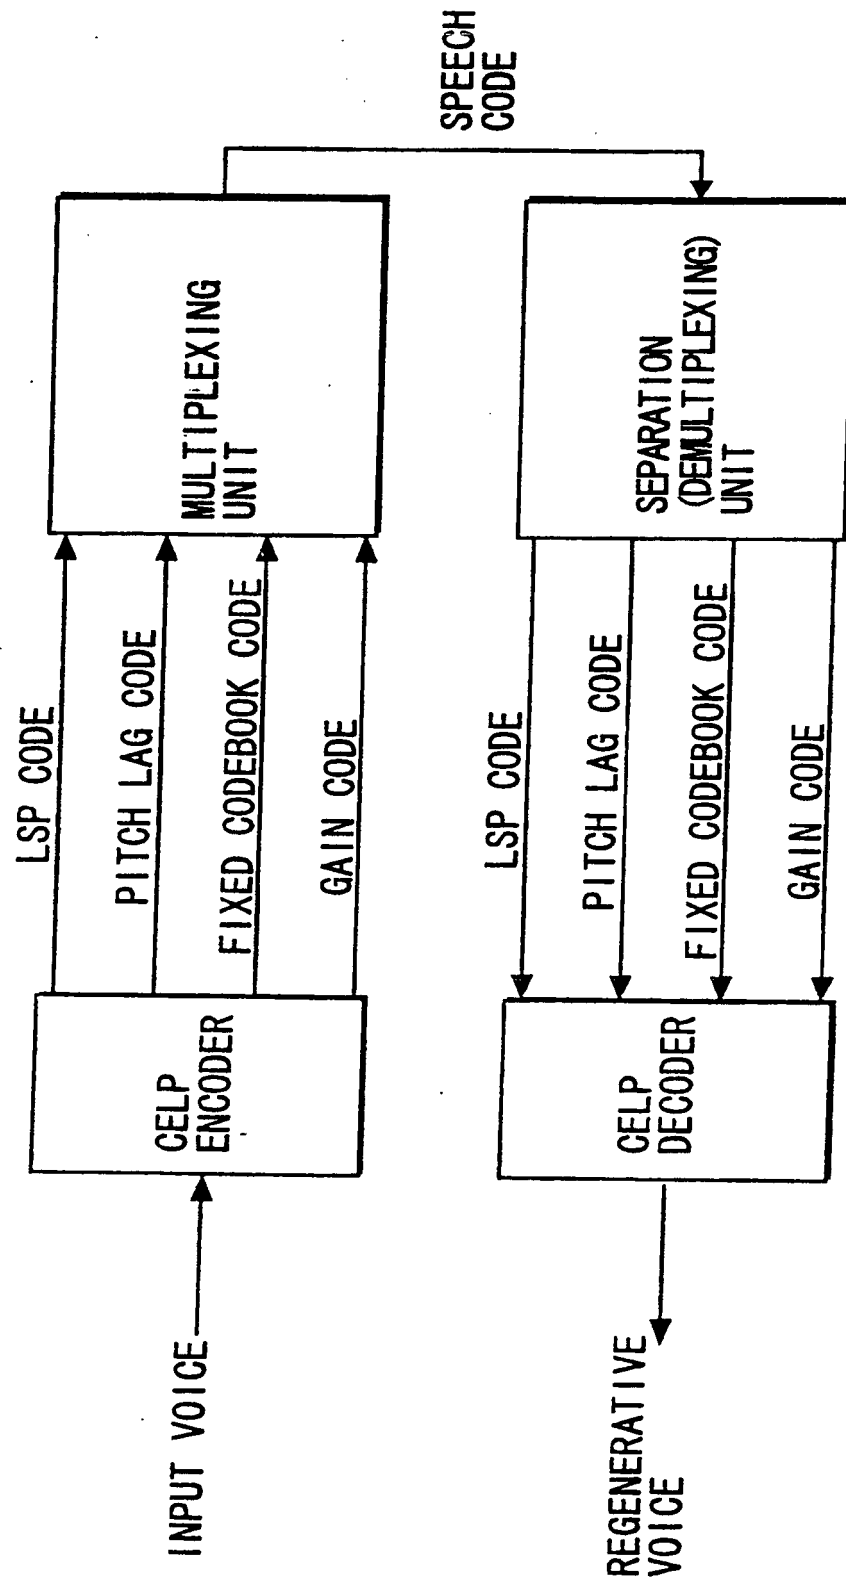 INPUT VOICE
CELP
ENCODER
LSP CODE
PITCH LAG CODE
FIXED CODEBOOK CODE
GAIN CODE
MULTIPLEXING
UNIT
SPEECH
CODE
SEPARATION
(DEMULTIPLEXING)
UNIT
LSP CODE
PITCH LAG CODE
FIXED CODEBOOK CODE
GAIN CODE
CELP
DECODER
REGENERATIVE
VOICE